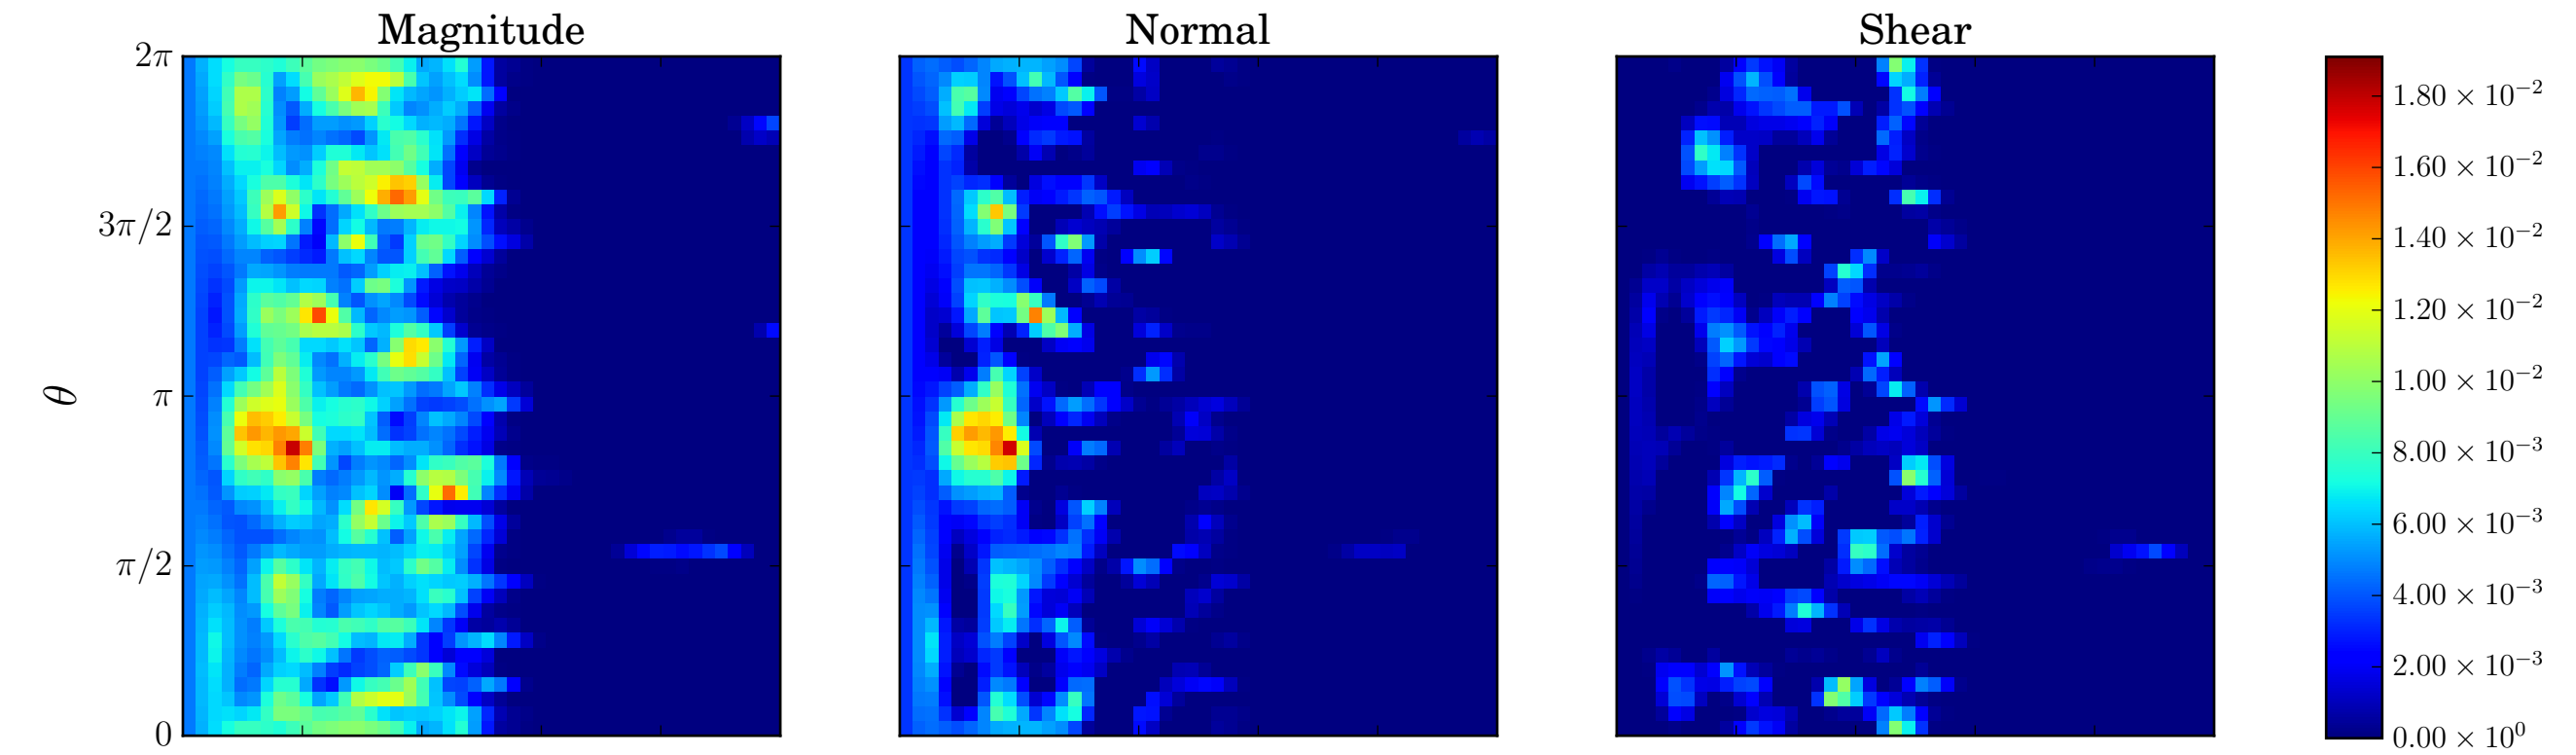 Magnitude
Normal
Shear
2π
3π/2
π
π/2
0
θ
1.80 × 10⁻²
1.60 × 10⁻²
1.40 × 10⁻²
1.20 × 10⁻²
1.00 × 10⁻²
8.00 × 10⁻³
6.00 × 10⁻³
4.00 × 10⁻³
2.00 × 10⁻³
0.00 × 10⁰